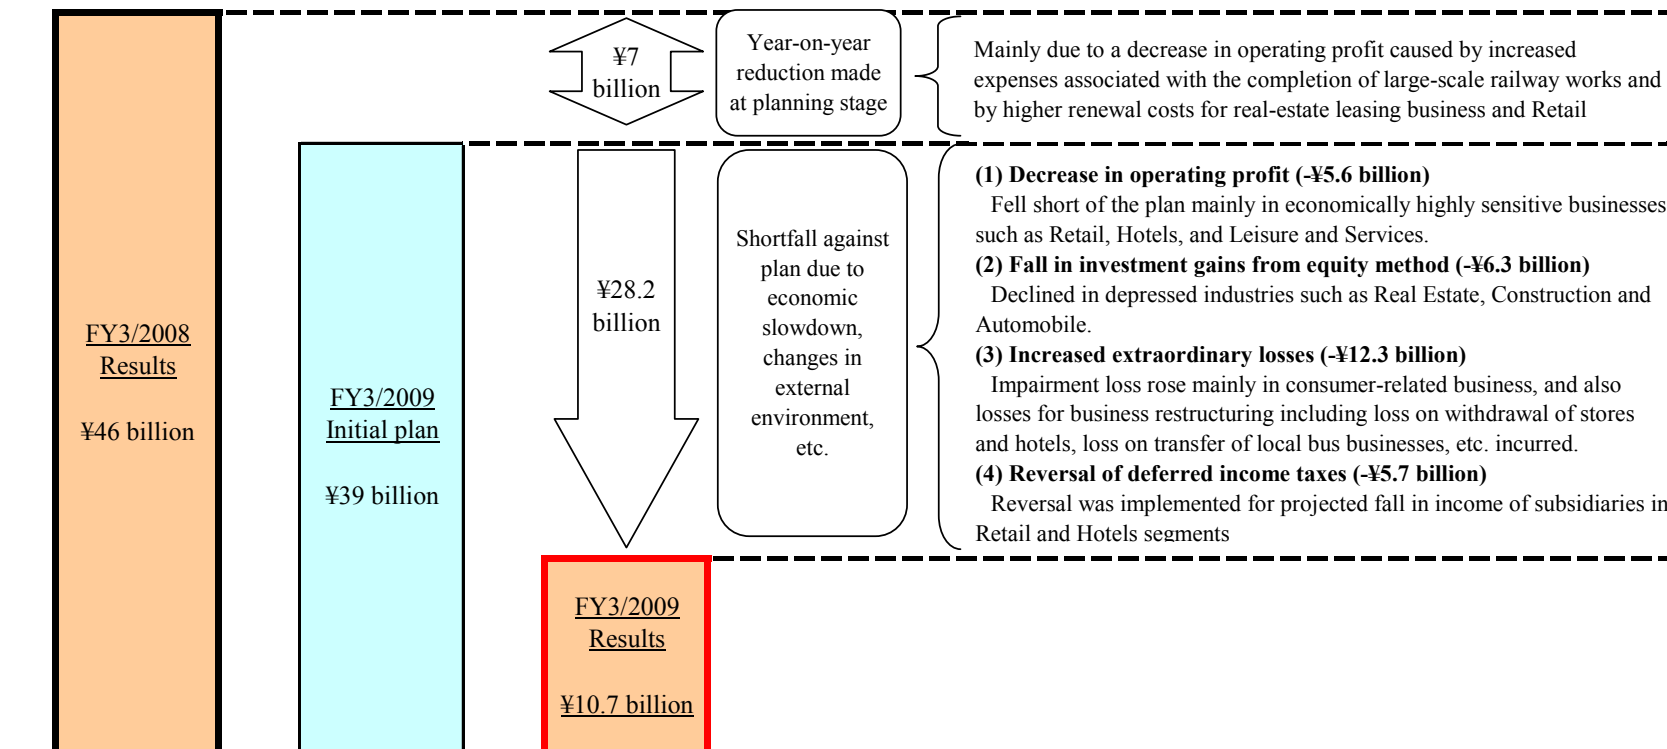 ¥7
billion
Year-on-year
reduction made
at planning stage
Mainly due to a decrease in operating profit caused by increased
expenses associated with the completion of large-scale railway works and
by higher renewal costs for real-estate leasing business and Retail
FY3/2008
Results
¥46 billion
FY3/2009
Initial plan
¥39 billion
¥28.2
billion
Shortfall against
plan due to
economic
slowdown,
changes in
external
environment,
etc.
(1) Decrease in operating profit (-¥5.6 billion)
Fell short of the plan mainly in economically highly sensitive businesses
such as Retail, Hotels, and Leisure and Services.
(2) Fall in investment gains from equity method (-¥6.3 billion)
Declined in depressed industries such as Real Estate, Construction and
Automobile.
(3) Increased extraordinary losses (-¥12.3 billion)
Impairment loss rose mainly in consumer-related business, and also
losses for business restructuring including loss on withdrawal of stores
and hotels, loss on transfer of local bus businesses, etc. incurred.
(4) Reversal of deferred income taxes (-¥5.7 billion)
Reversal was implemented for projected fall in income of subsidiaries in
Retail and Hotels segments
FY3/2009
Results
¥10.7 billion